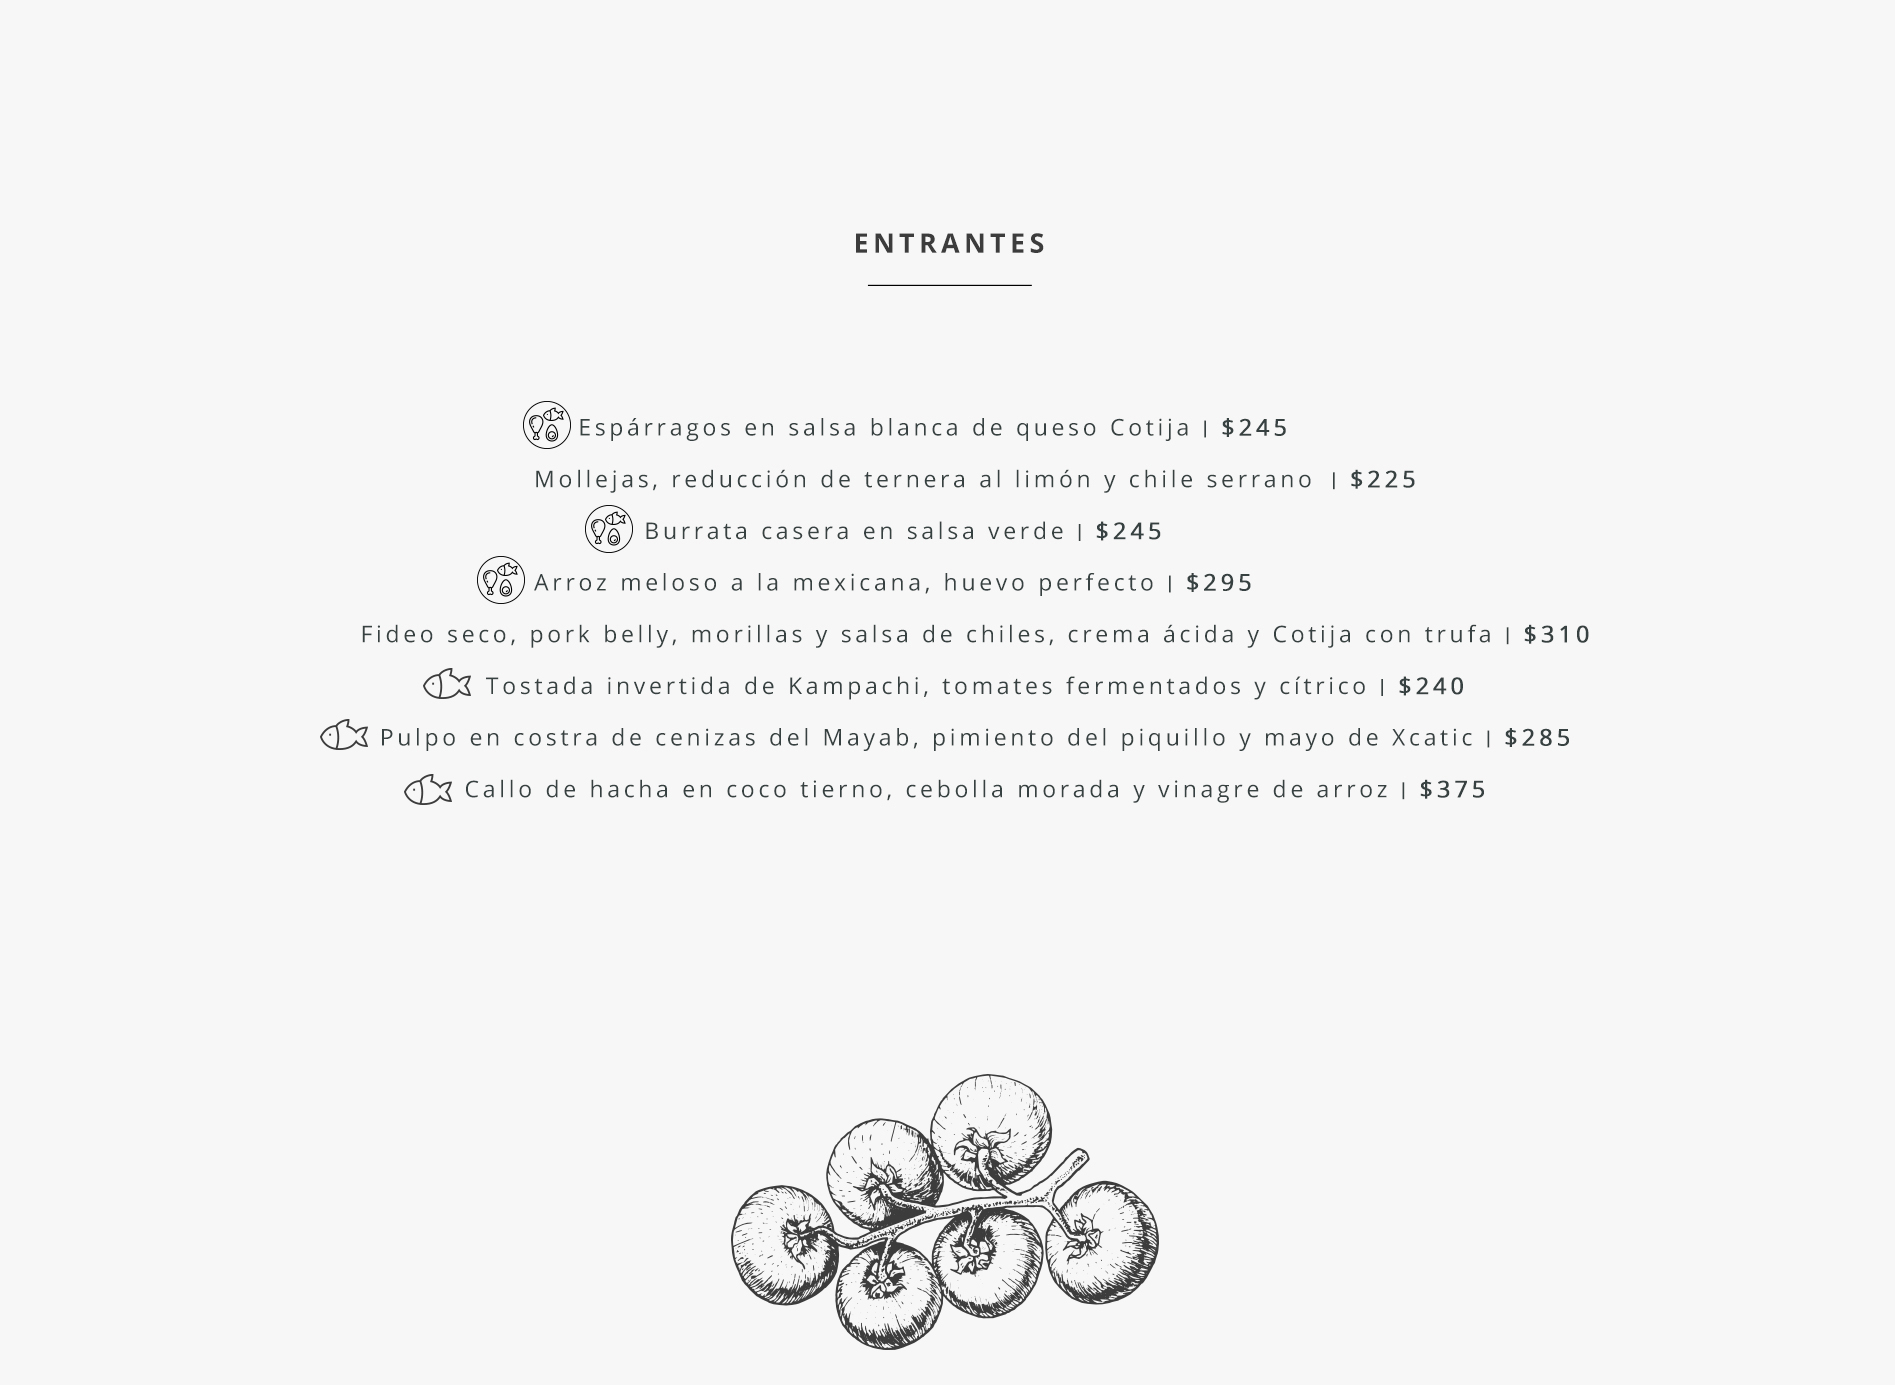 ENTRANTES
Espárragos en salsa blanca de queso Cotija | $245
Mollejas, reducción de ternera al limón y chile serrano | $225
Burrata casera en salsa verde | $245
Arroz meloso a la mexicana, huevo perfecto | $295
Fideo seco, pork belly, morillas y salsa de chiles, crema ácida y Cotija con trufa | $310
Tostada invertida de Kampachi, tomates fermentados y cítrico | $240
Pulpo en costra de cenizas del Mayab, pimiento del piquillo y mayo de Xcatic | $285
Callo de hacha en coco tierno, cebolla morada y vinagre de arroz | $375